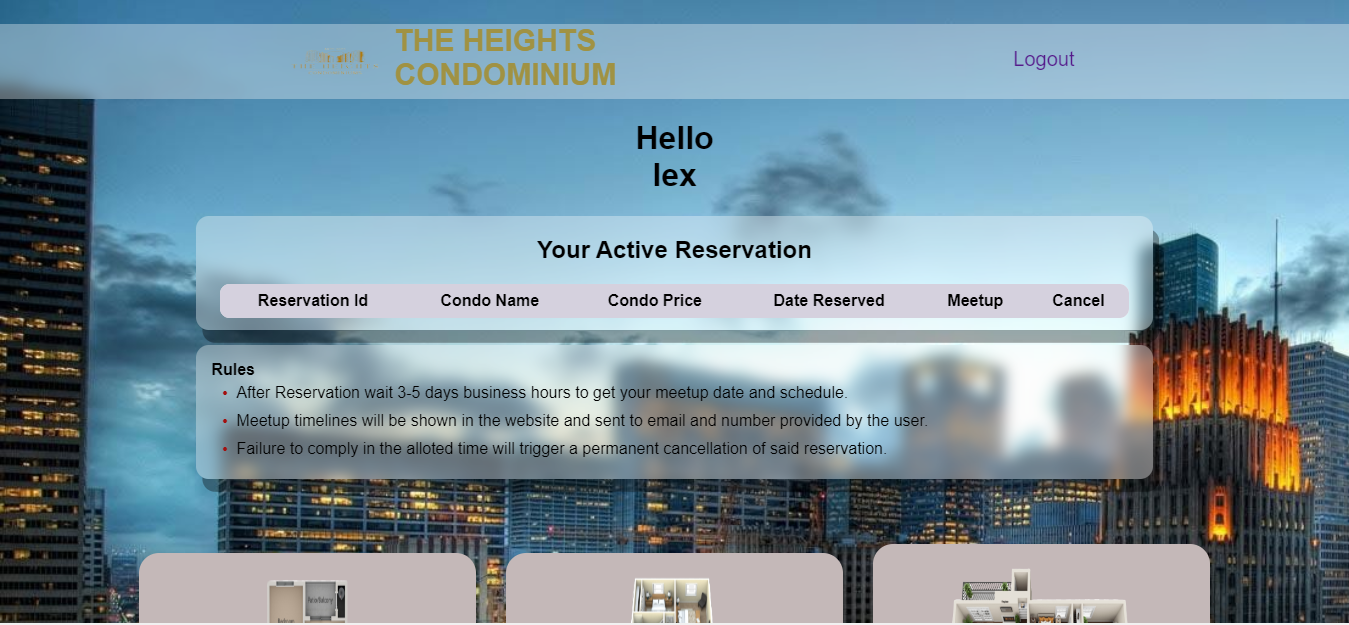 THE HEIGHTS
CONDOMINIUM
Logout
Hello
lex
Your Active Reservation
Reservation Id Condo Name Condo Price Date Reserved Meetup Cancel
Rules
• After Reservation wait 3-5 days business hours to get your meetup date and schedule.
• Meetup timelines will be shown in the website and sent to email and number provided by the user.
• Failure to comply in the alloted time will trigger a permanent cancellation of said reservation.